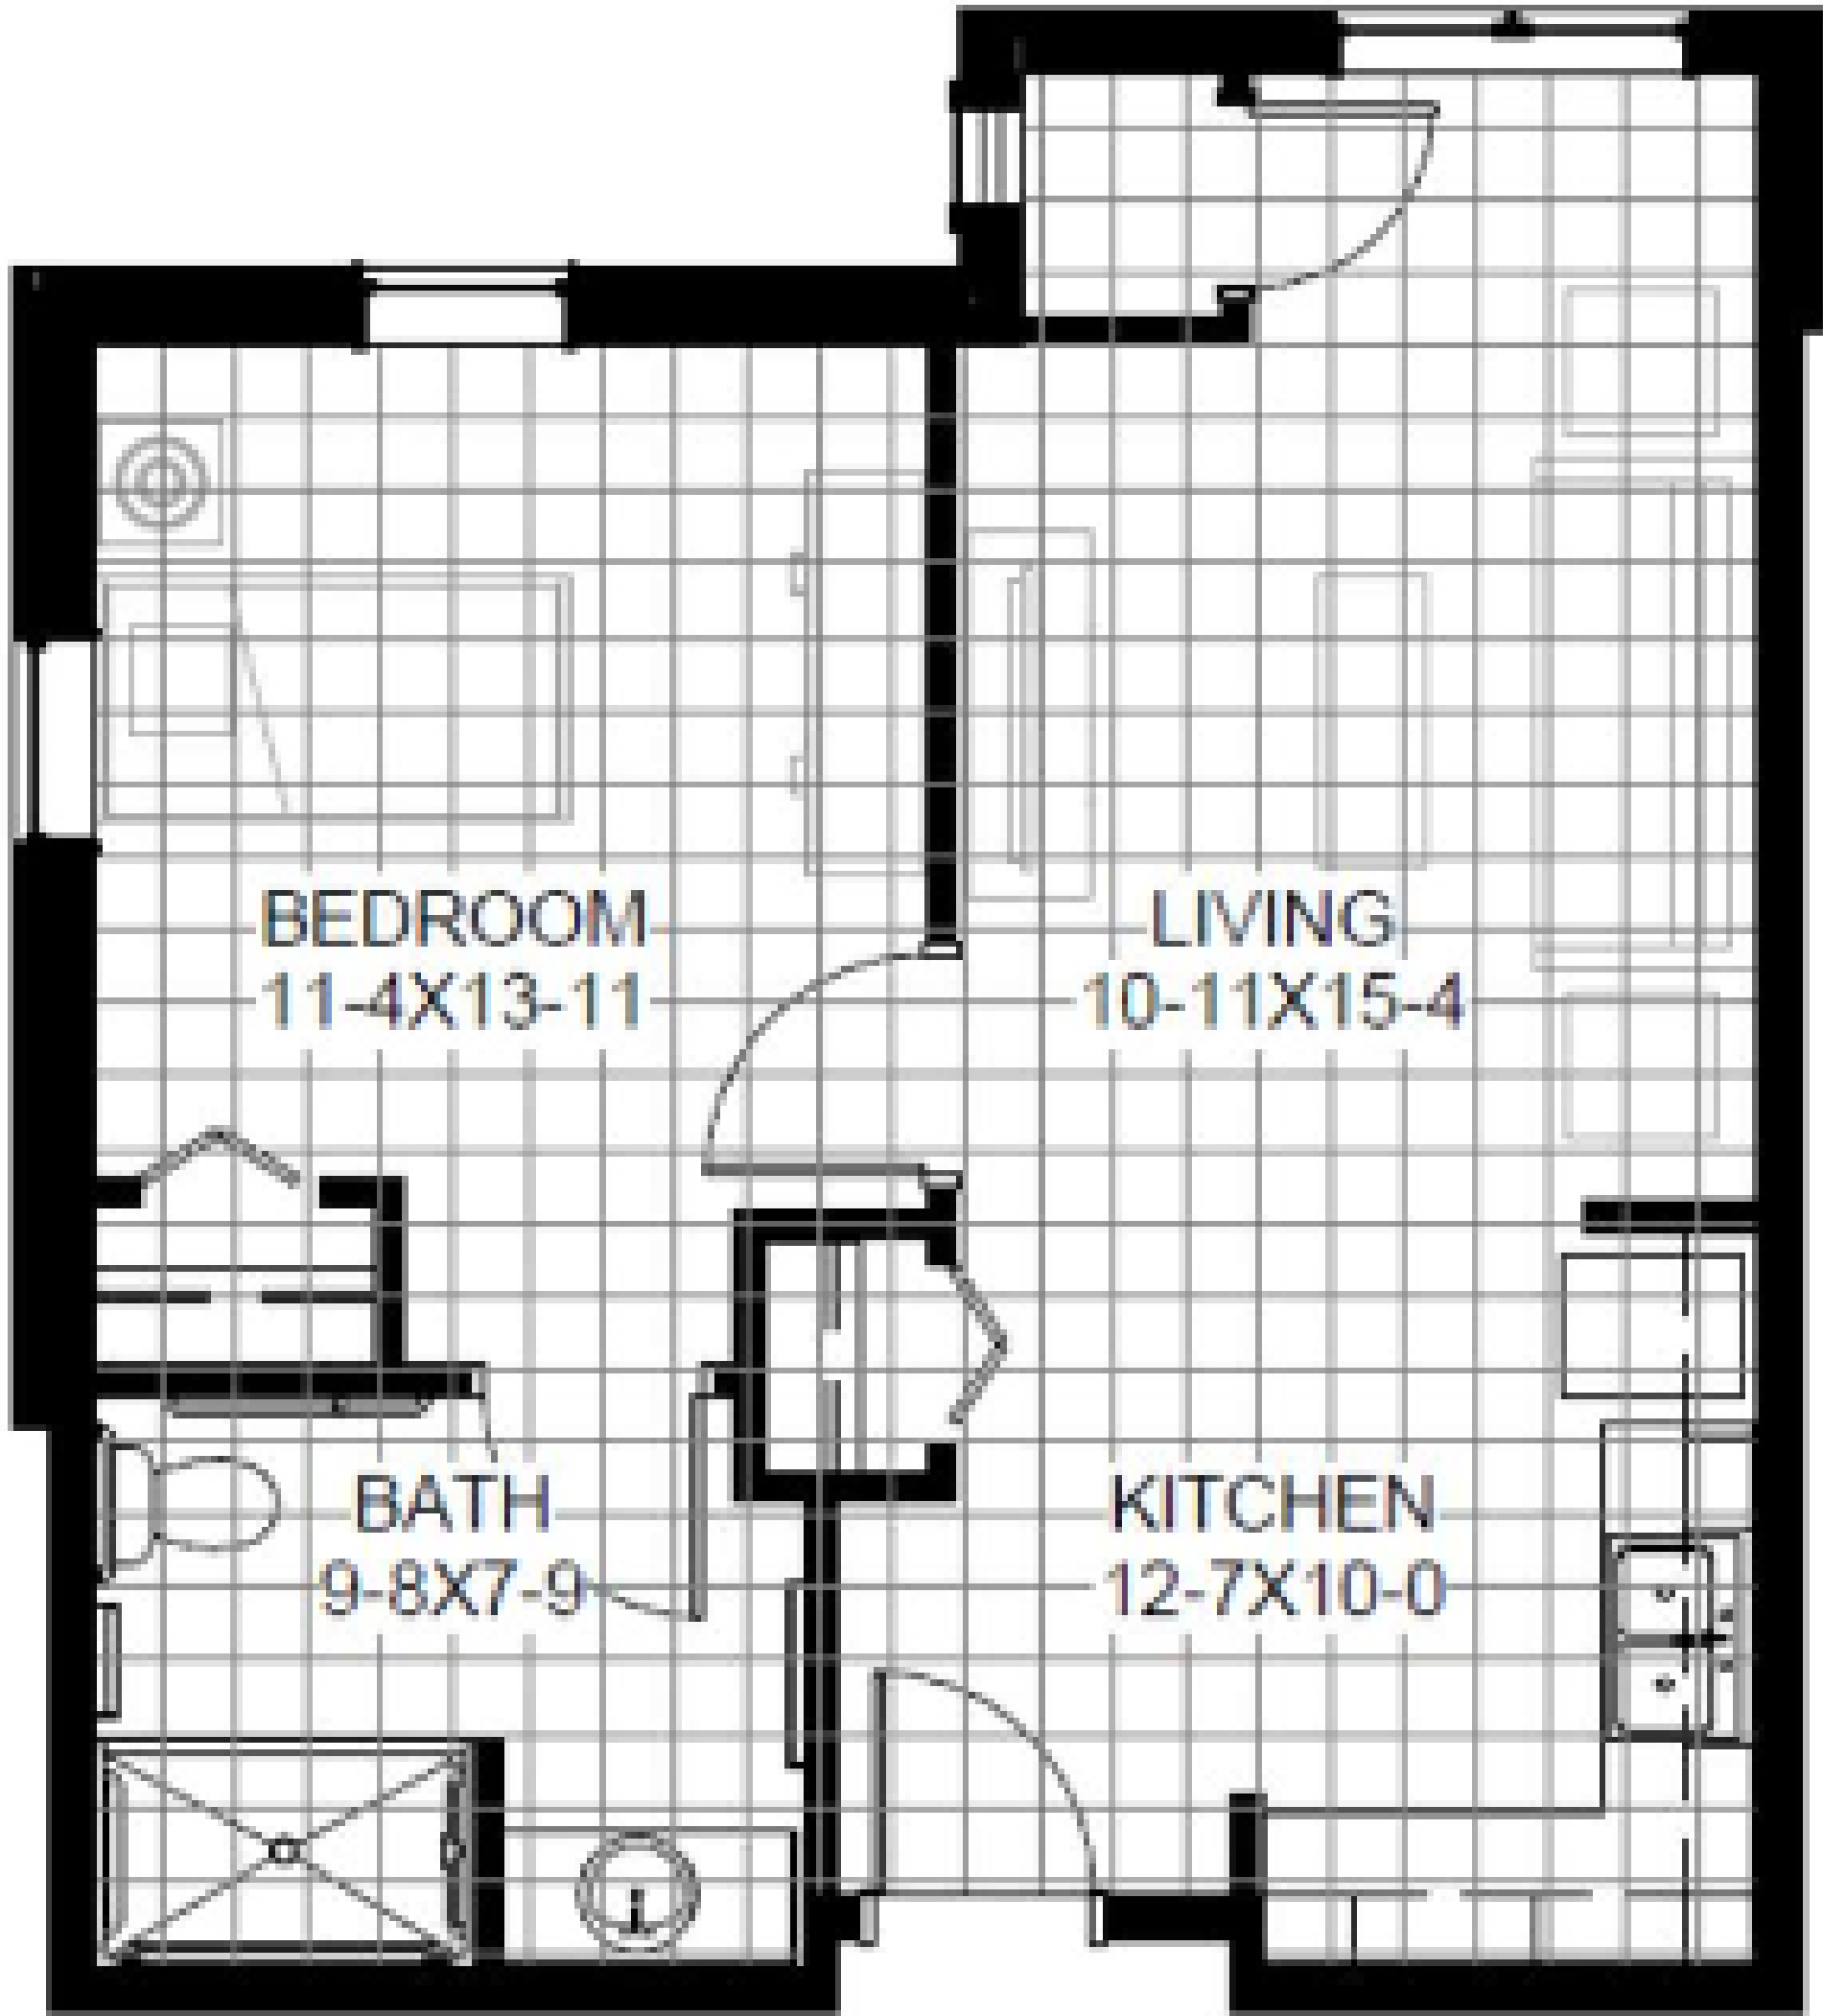 BEDROOM
11-4X13-11
LIVING
10-11X15-4
BATH
9-8X7-9
KITCHEN
12-7X10-0